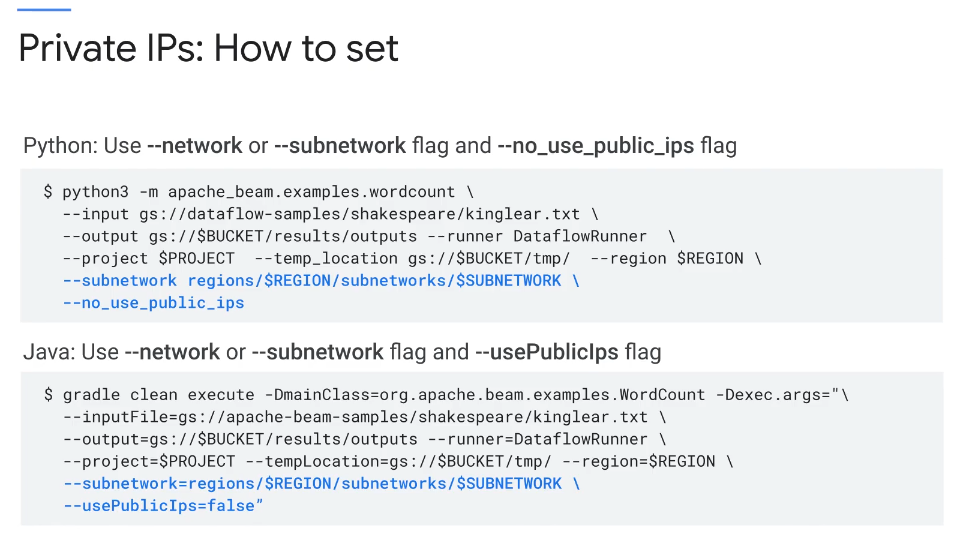 Private IPs: How to set
Python: Use --network or --subnetwork flag and --no_use_public_ips flag
$ python3 -m apache_beam.examples.wordcount \
--input gs://dataflow-samples/shakespeare/kinglear.txt \
--output gs://$BUCKET/results/outputs --runner DataflowRunner  \
--project $PROJECT  --temp_location gs://$BUCKET/tmp/  --region $REGION \
--subnetwork regions/$REGION/subnetworks/$SUBNETWORK \
--no_use_public_ips
Java: Use --network or --subnetwork flag and --usePublicIps flag
$ gradle clean execute -DmainClass=org.apache.beam.examples.WordCount -Dexec.args="\
--inputFile=gs://apache-beam-samples/shakespeare/kinglear.txt \
--output=gs://$BUCKET/results/outputs --runner=DataflowRunner \
--project=$PROJECT --tempLocation=gs://$BUCKET/tmp/ --region=$REGION \
--subnetwork=regions/$REGION/subnetworks/$SUBNETWORK \
--usePublicIps=false”